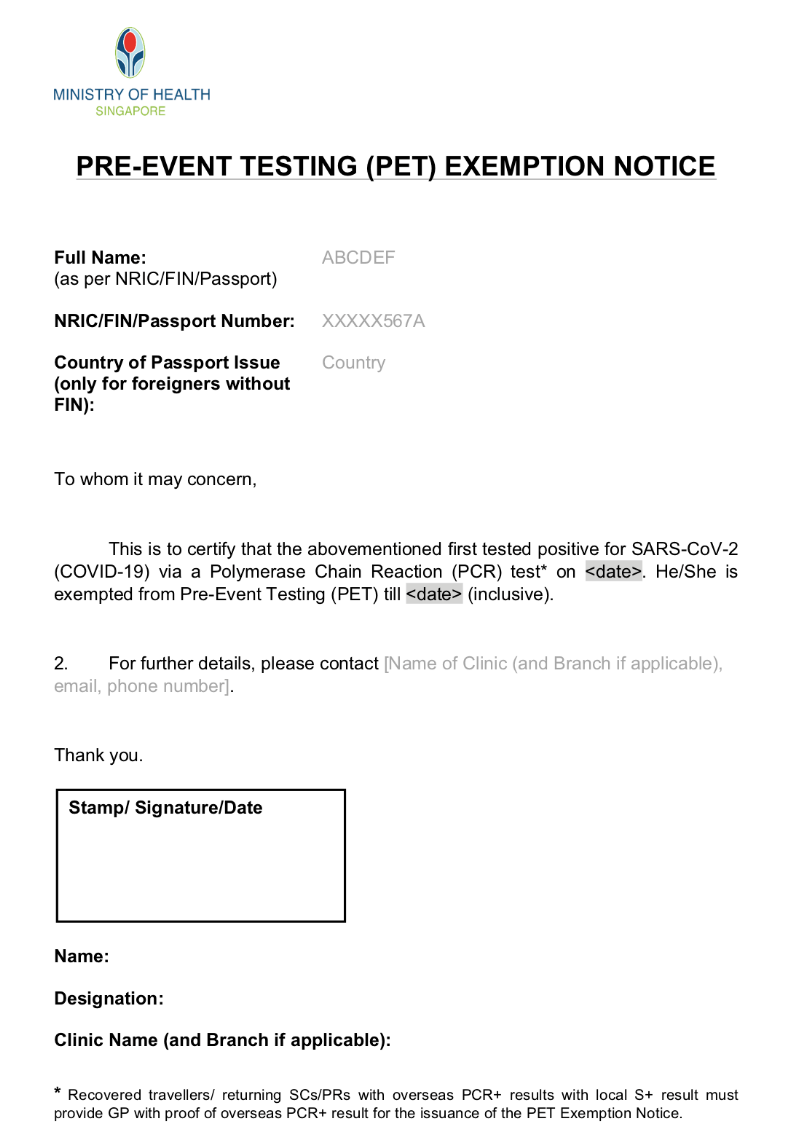 MINISTRY OF HEALTH
SINGAPORE
PRE-EVENT TESTING (PET) EXEMPTION NOTICE
Full Name: ABCDEF
(as per NRIC/FIN/Passport)
NRIC/FIN/Passport Number: XXXXX567A
Country of Passport Issue Country
(only for foreigners without
FIN):
To whom it may concern,
This is to certify that the abovementioned first tested positive for SARS-CoV-2
(COVID-19) via a Polymerase Chain Reaction (PCR) test* on <date>. He/She is
exempted from Pre-Event Testing (PET) till <date> (inclusive).
2. For further details, please contact [Name of Clinic (and Branch if applicable),
email, phone number].
Thank you.
Stamp/ Signature/Date
Name:
Designation:
Clinic Name (and Branch if applicable):
* Recovered travellers/ returning SCs/PRs with overseas PCR+ results with local S+ result must
provide GP with proof of overseas PCR+ result for the issuance of the PET Exemption Notice.